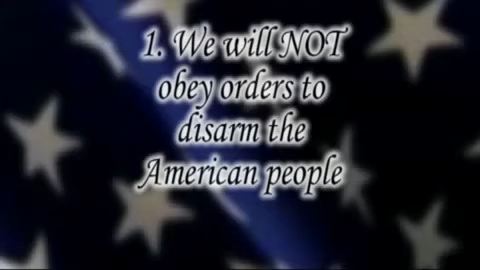 1. We will NOT
obey orders to
disarm the
American people